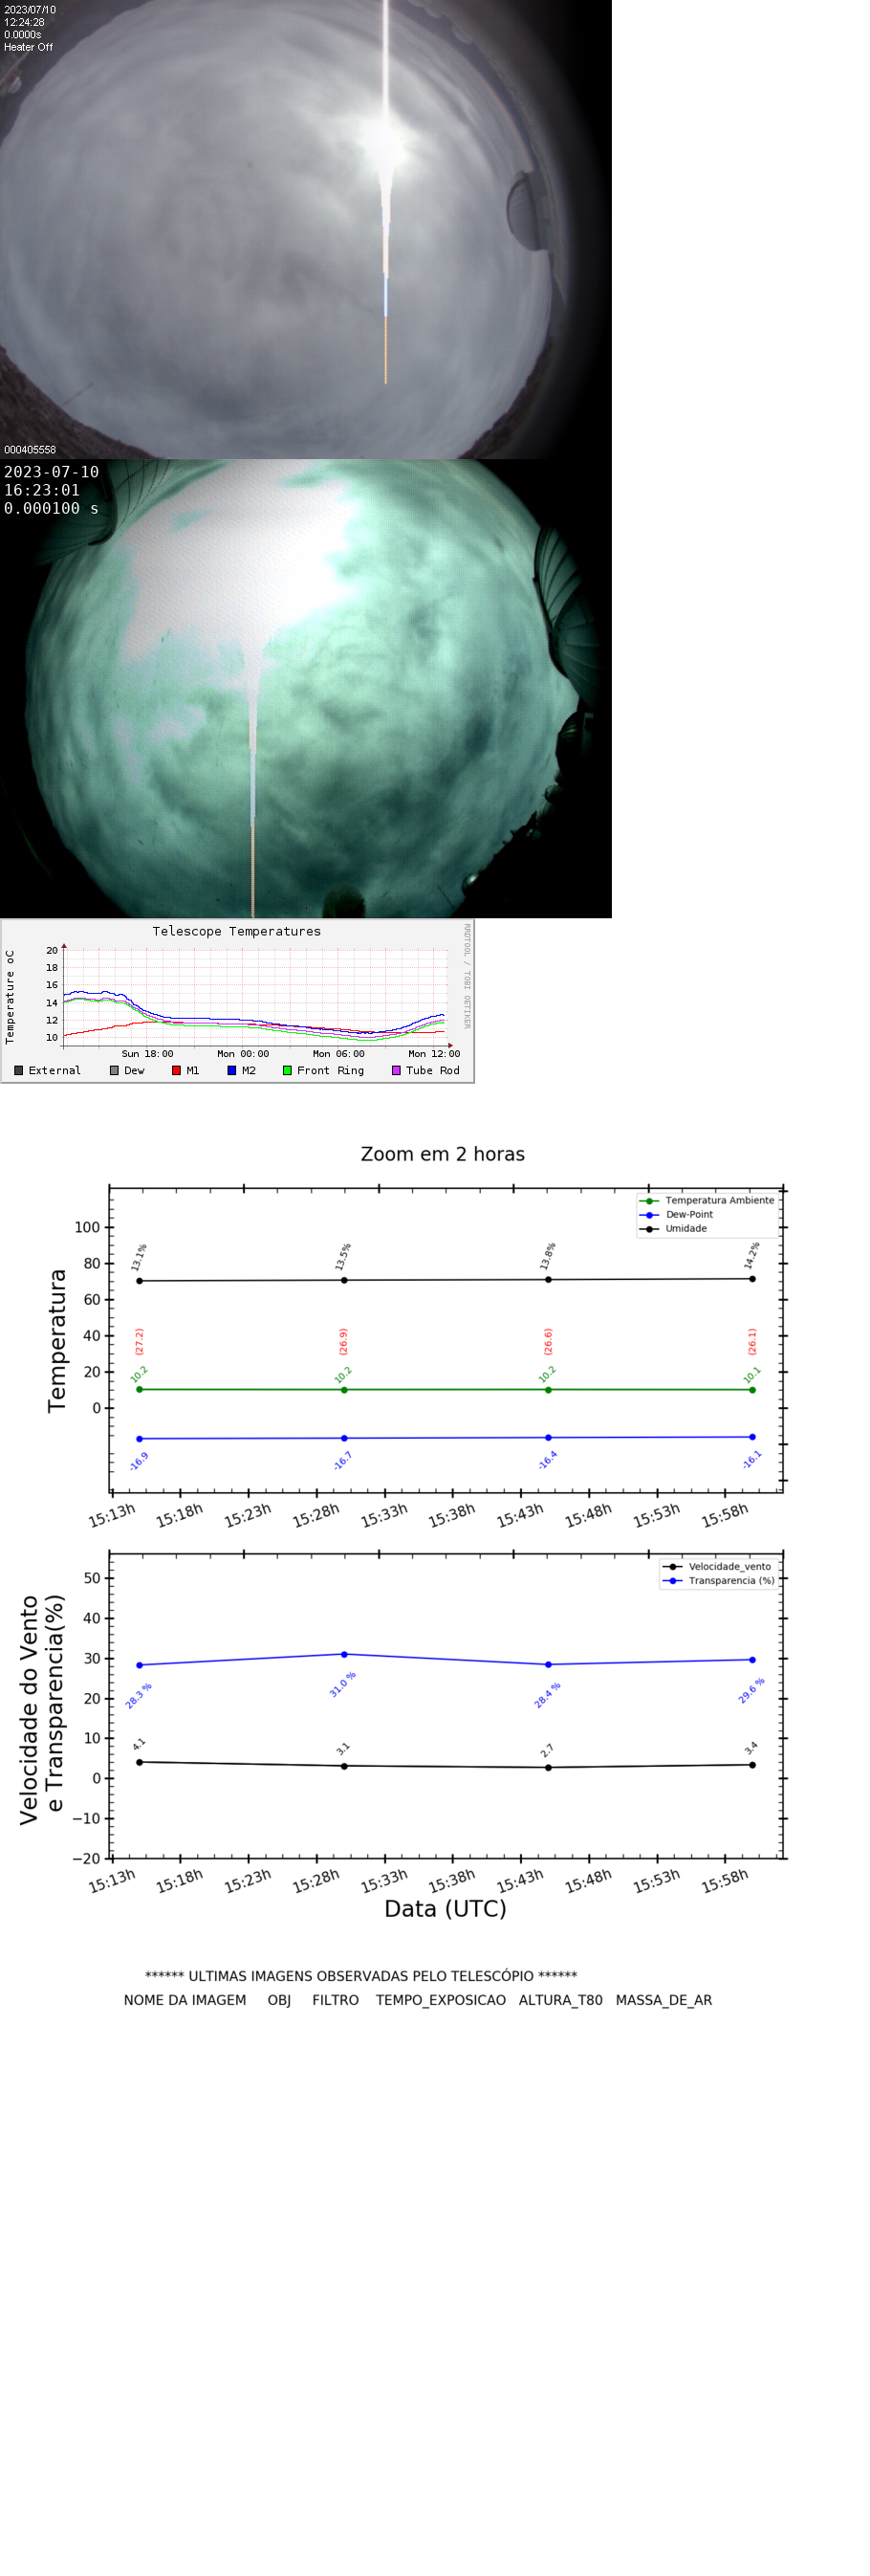 2023/07/10
12:24:28
0.0000s
Heater Off
000405558
2023-07-10
16:23:01
0.000100 s
Telescope Temperatures
RRDTOOL / TOBI OETIKER
Temperature oC
20
18
16
14
12
10
Sun 18:00 Mon 00:00 Mon 06:00 Mon 12:00
External Dew M1 M2 Front Ring Tube Rod
Zoom em 2 horas
Temperatura Ambiente
Dew-Point
Umidade
Temperatura
100
80
60
40
20
0
13.1% 13.5% 13.8% 14.2%
(27.2) (26.9) (26.6) (26.1)
10.2 10.2 10.2 10.1
-16.9 -16.7 -16.4 -16.1
15:13h 15:18h 15:23h 15:28h 15:33h 15:38h 15:43h 15:48h 15:53h 15:58h
Velocidade_vento
Transparencia (%)
Velocidade do Vento
e Transparencia(%)
50
40
30
20
10
0
−10
−20
28.3 % 31.0 % 28.4 % 29.6 %
4.1 3.1 2.7 3.4
15:13h 15:18h 15:23h 15:28h 15:33h 15:38h 15:43h 15:48h 15:53h 15:58h
Data (UTC)
****** ULTIMAS IMAGENS OBSERVADAS PELO TELESCÓPIO ******
NOME DA IMAGEM OBJ FILTRO TEMPO_EXPOSICAO ALTURA_T80 MASSA_DE_AR